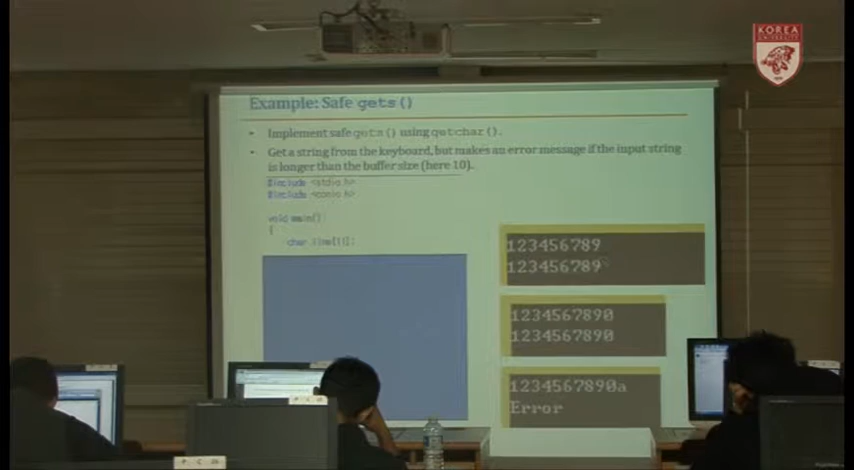 KOREA
UNIVERSITY
Example: Safe gets()
• Implement safe gets() using getchar().
• Get a string from the keyboard, but makes an error message if the input string
is longer than the buffer size (here 10).
#include <stdio.h>
#include <conio.h>
void main()
{
char line[11];
123456789
123456789
1234567890
1234567890
1234567890a
Error